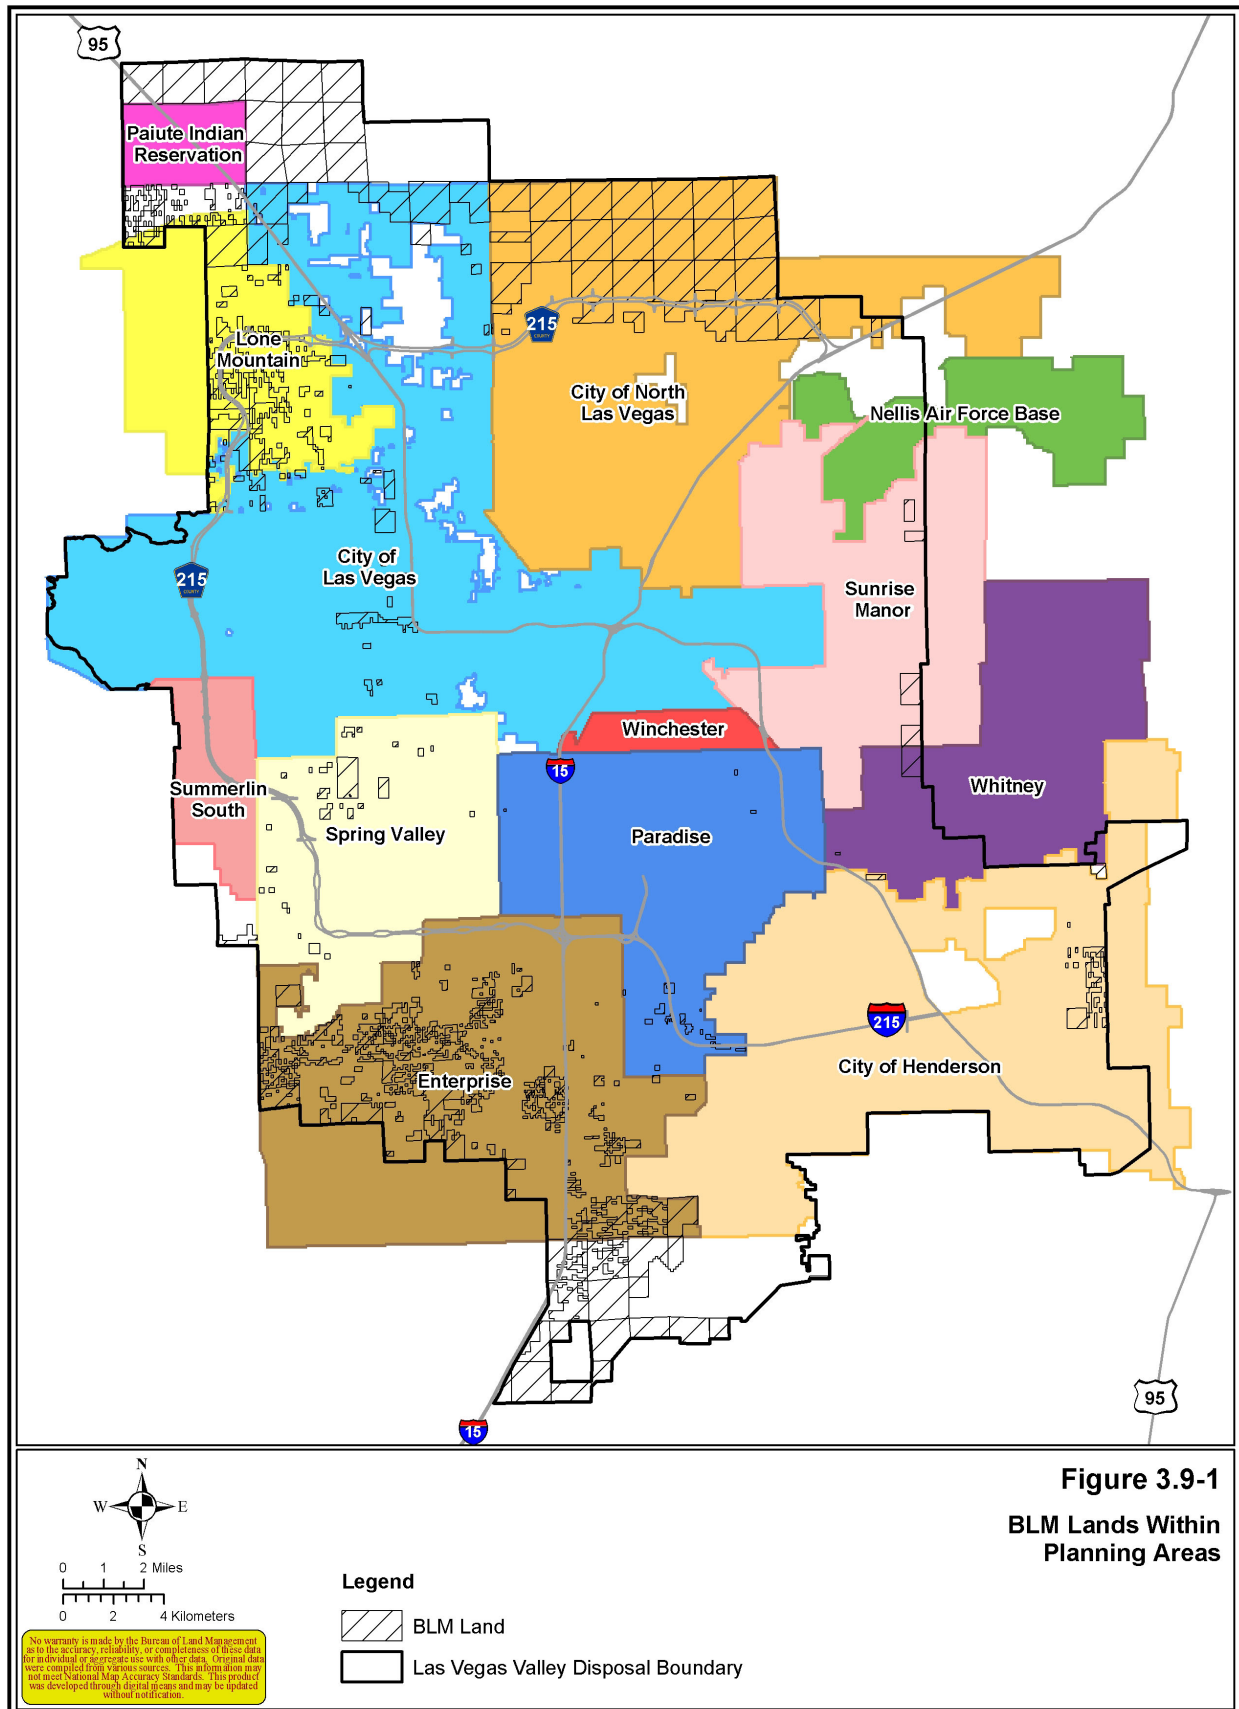 95
Paiute Indian
Reservation
215
COUNTY
Lone
Mountain
City of North
Las Vegas
Nellis Air Force Base
City of
Las Vegas
215
COUNTY
Sunrise
Manor
Winchester
15
Whitney
Summerlin
South
Spring Valley
Paradise
215
City of Henderson
Enterprise
95
15
N
W
E
S
0 1 2 Miles
0 2 4 Kilometers
No warranty is made by the Bureau of Land Management
as to the accuracy, reliability, or completeness of these data
for individual or aggregate use with other data. Original data
were compiled from various sources. This information may
not meet National Map Accuracy Standards. This product
was developed through digital means and may be updated
without notification.
Legend
BLM Land
Las Vegas Valley Disposal Boundary
Figure 3.9-1
BLM Lands Within
Planning Areas